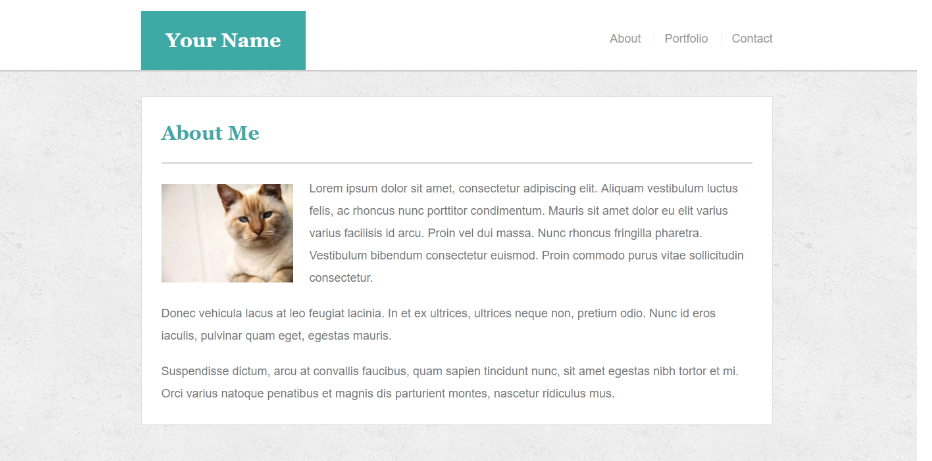 Your Name
About
Portfolio
Contact
About Me
Lorem ipsum dolor sit amet, consectetur adipiscing elit. Aliquam vestibulum luctus
felis, ac rhoncus nunc porttitor condimentum. Mauris sit amet dolor eu elit varius
varius facilisis id arcu. Proin vel dui massa. Nunc rhoncus fringilla pharetra.
Vestibulum bibendum consectetur euismod. Proin commodo purus vitae sollicitudin
consectetur.
Donec vehicula lacus at leo feugiat lacinia. In et ex ultrices, ultrices neque non, pretium odio. Nunc id eros
iaculis, pulvinar quam eget, egestas mauris.
Suspendisse dictum, arcu at convallis faucibus, quam sapien tincidunt nunc, sit amet egestas nibh tortor et mi.
Orci varius natoque penatibus et magnis dis parturient montes, nascetur ridiculus mus.